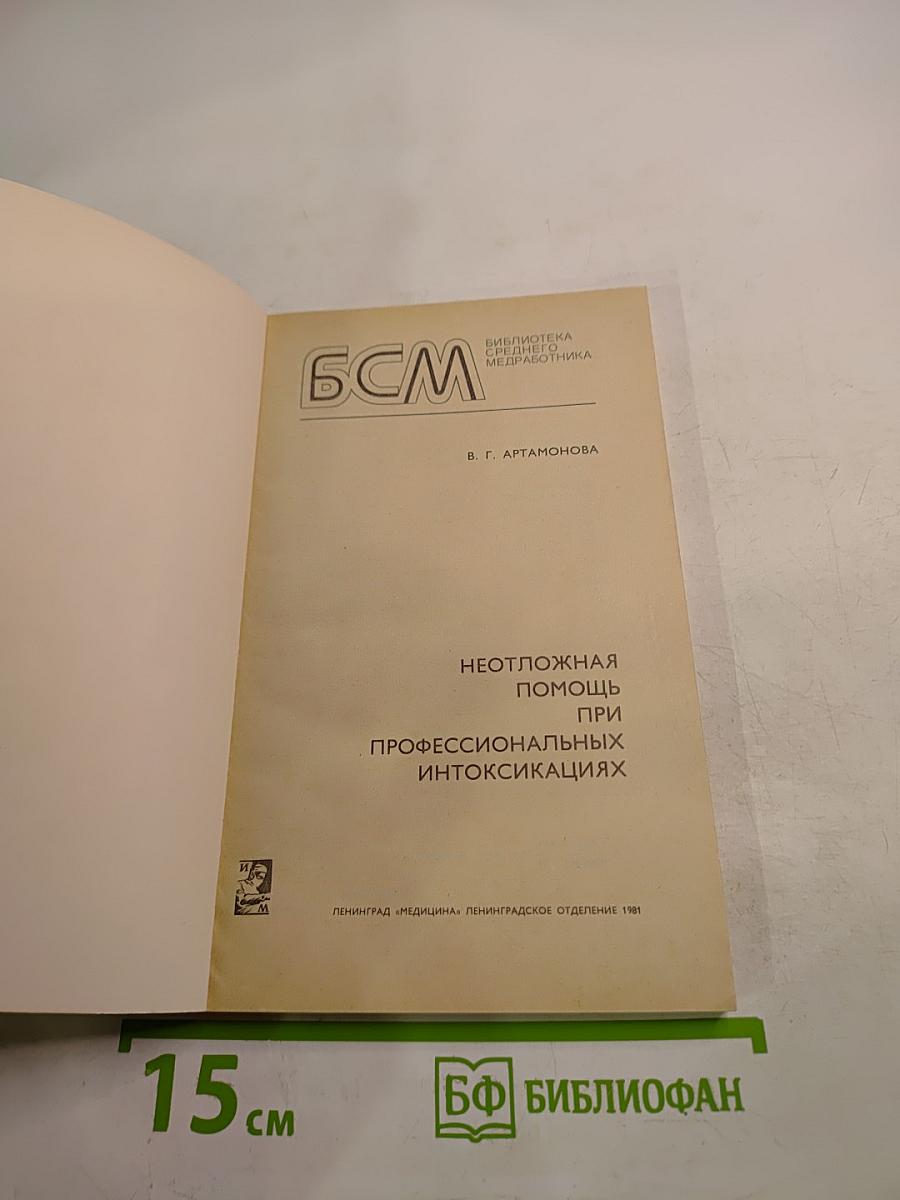 БСМ
БИБЛИОТЕКА
СРЕДНЕГО
МЕДРАБОТНИКА
В. Г. АРТАМОНОВА
НЕОТЛОЖНАЯ
ПОМОЩЬ
ПРИ
ПРОФЕССИОНАЛЬНЫХ
ИНТОКСИКАЦИЯХ
И
М
ЛЕНИНГРАД «МЕДИЦИНА» ЛЕНИНГРАДСКОЕ ОТДЕЛЕНИЕ 1981
15 см
БФ БИБЛИОФАН